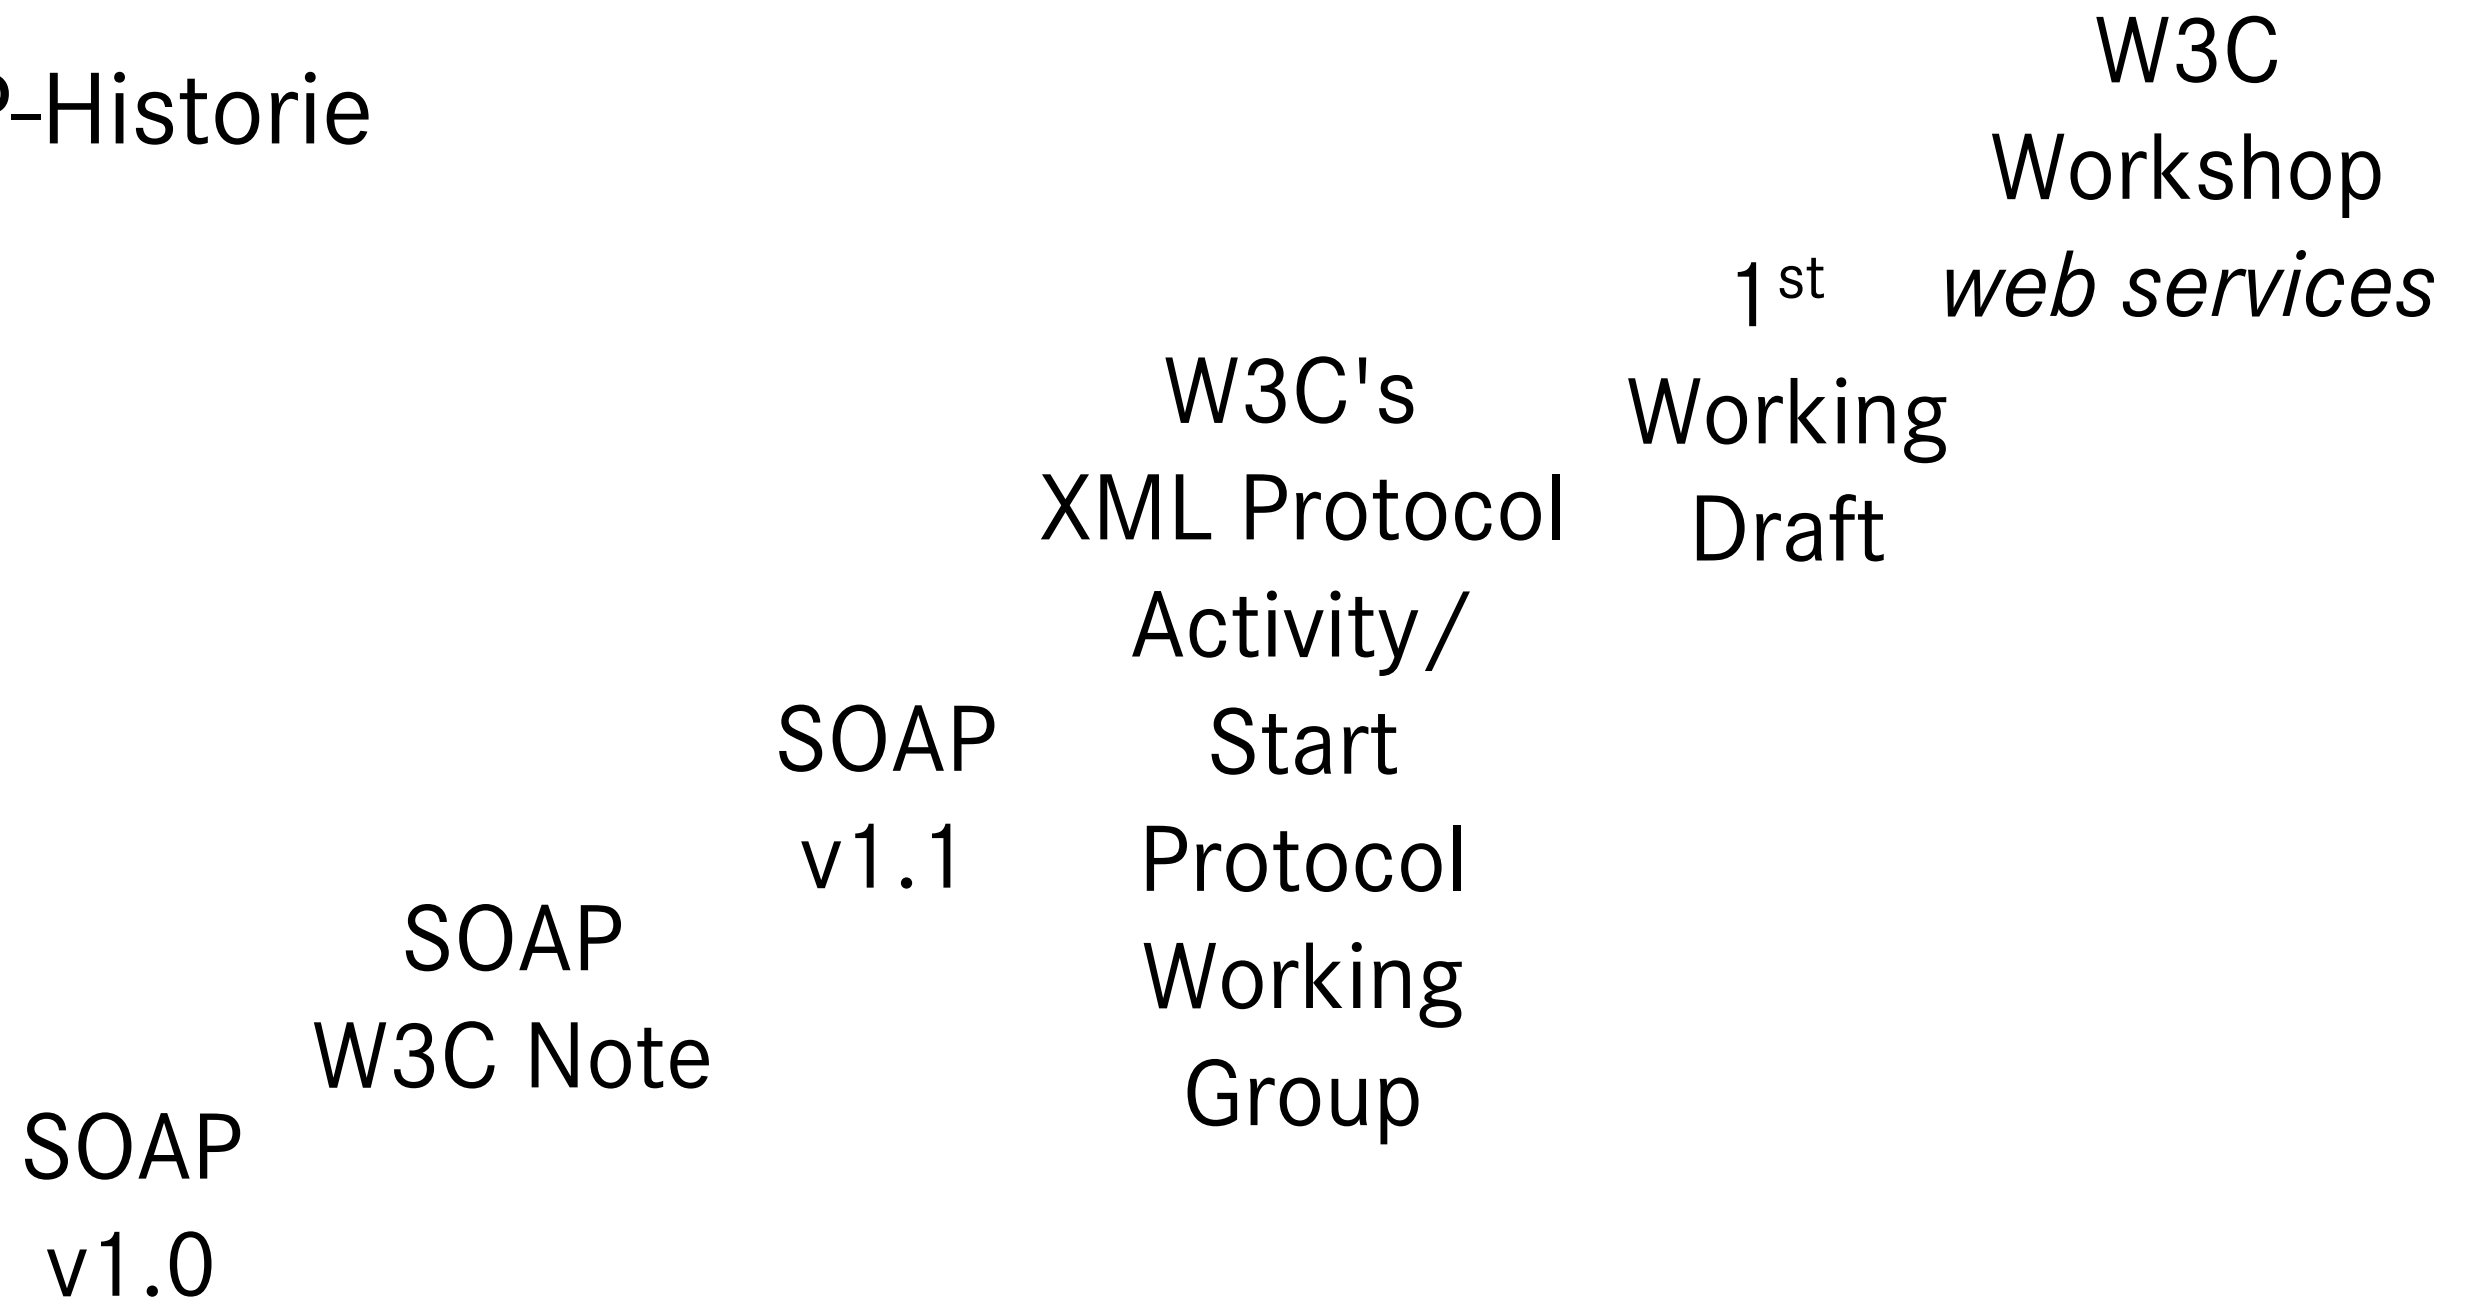 P-Historie
SOAP
v1.0
SOAP
W3C Note
SOAP
v1.1
W3C's
XML Protocol
Activity/
Start
Protocol
Working
Group
1st
Working
Draft
W3C
Workshop
web services